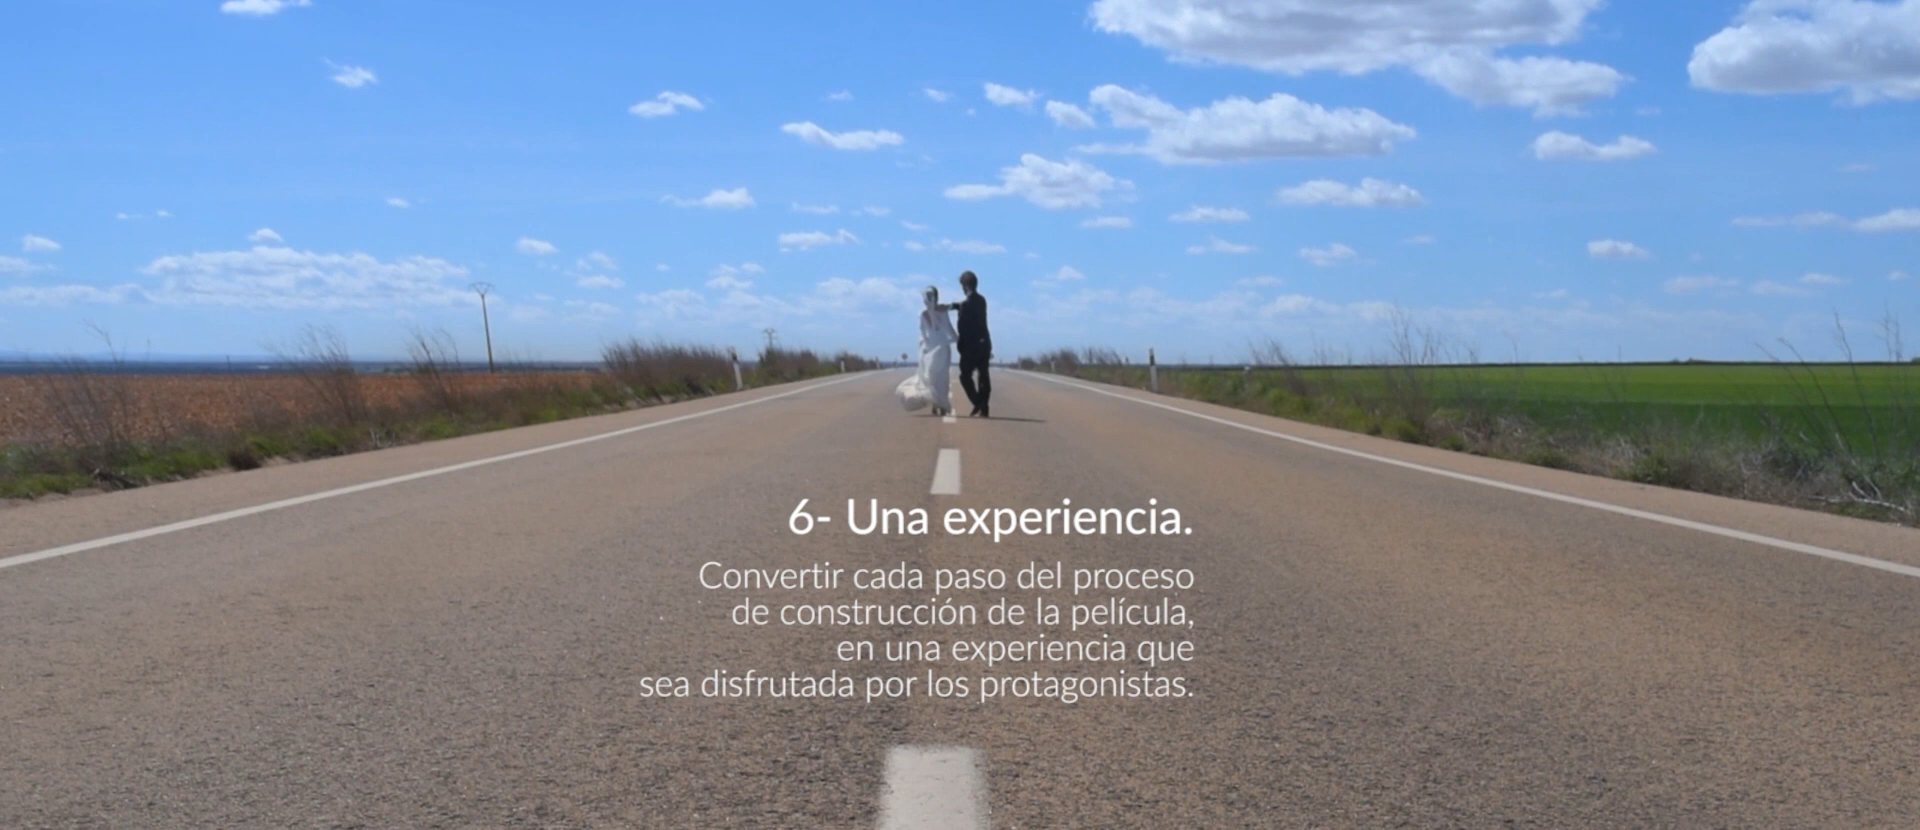 6- Una experiencia.
Convertir cada paso del proceso
de construcción de la película,
en una experiencia que
sea disfrutada por los protagonistas.